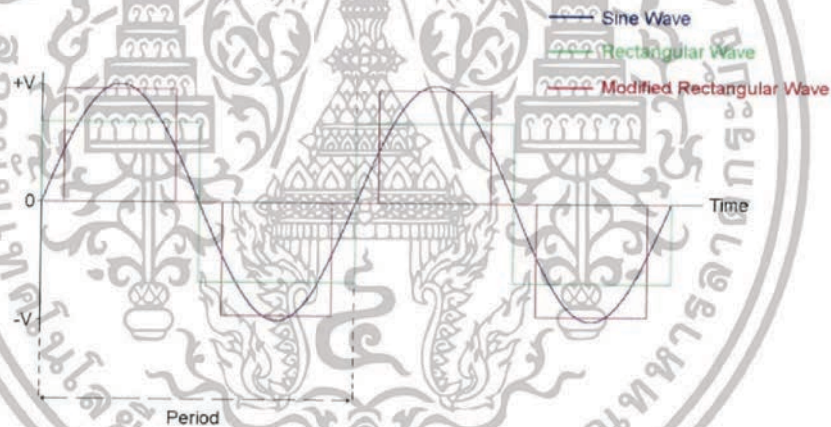 Sine Wave
Rectangular Wave
Modified Rectangular Wave
+V
0
Time
-V
Period